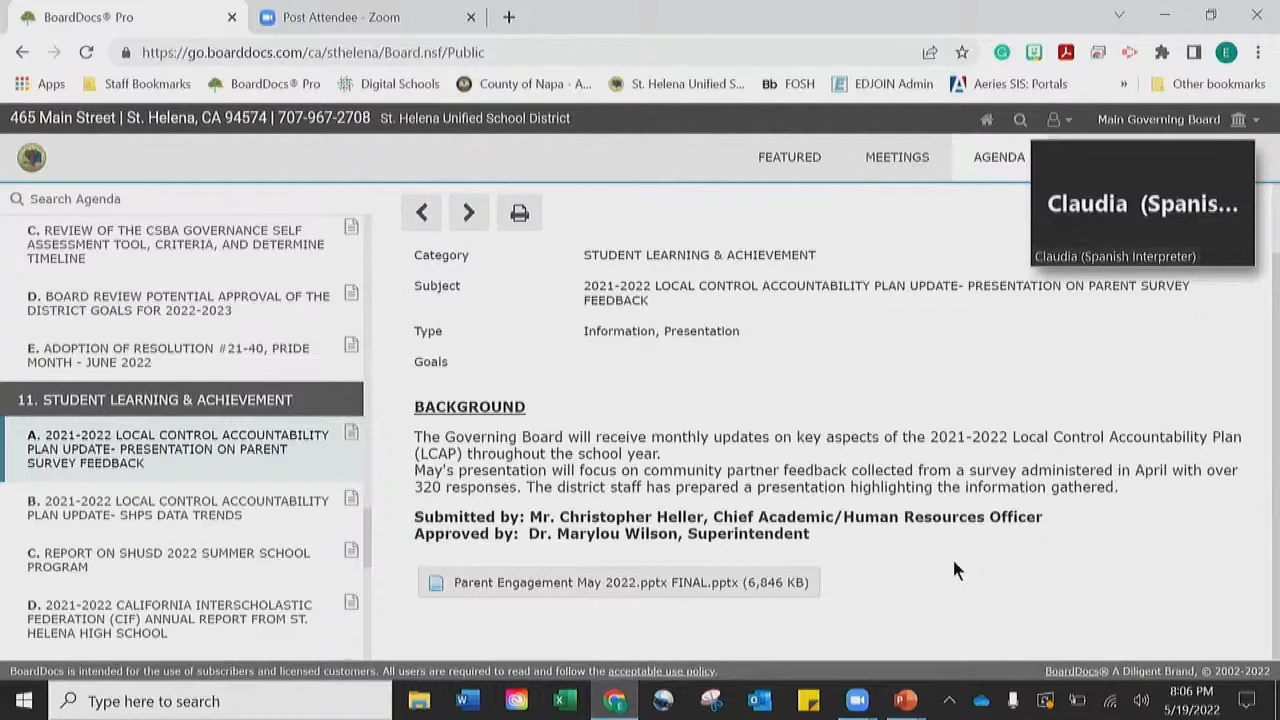 BoardDocs® Pro
Post Attendee - Zoom
https://go.boarddocs.com/ca/sthelena/Board.nsf/Public
E
Apps
Staff Bookmarks
BoardDocs® Pro
Digital Schools
County of Napa - A...
St. Helena Unified S...
Bb FOSH
EDJOIN Admin
Aeries SIS: Portals
»
Other bookmarks
465 Main Street | St. Helena, CA 94574 | 707-967-2708 St. Helena Unified School District
Main Governing Board
FEATURED
MEETINGS
AGENDA
Claudia (Spanis...
Claudia (Spanish Interpreter)
Search Agenda
C. REVIEW OF THE CSBA GOVERNANCE SELF
ASSESSMENT TOOL, CRITERIA, AND DETERMINE
TIMELINE
D. BOARD REVIEW POTENTIAL APPROVAL OF THE
DISTRICT GOALS FOR 2022-2023
E. ADOPTION OF RESOLUTION #21-40, PRIDE
MONTH - JUNE 2022
11. STUDENT LEARNING & ACHIEVEMENT
A. 2021-2022 LOCAL CONTROL ACCOUNTABILITY
PLAN UPDATE- PRESENTATION ON PARENT
SURVEY FEEDBACK
B. 2021-2022 LOCAL CONTROL ACCOUNTABILITY
PLAN UPDATE- SHPS DATA TRENDS
C. REPORT ON SHUSD 2022 SUMMER SCHOOL
PROGRAM
D. 2021-2022 CALIFORNIA INTERSCHOLASTIC
FEDERATION (CIF) ANNUAL REPORT FROM ST.
HELENA HIGH SCHOOL
Category
STUDENT LEARNING & ACHIEVEMENT
Subject
2021-2022 LOCAL CONTROL ACCOUNTABILITY PLAN UPDATE- PRESENTATION ON PARENT SURVEY
FEEDBACK
Type
Information, Presentation
Goals
BACKGROUND
The Governing Board will receive monthly updates on key aspects of the 2021-2022 Local Control Accountability Plan
(LCAP) throughout the school year.
May's presentation will focus on community partner feedback collected from a survey administered in April with over
320 responses. The district staff has prepared a presentation highlighting the information gathered.
Submitted by: Mr. Christopher Heller, Chief Academic/Human Resources Officer
Approved by: Dr. Marylou Wilson, Superintendent
Parent Engagement May 2022.pptx FINAL.pptx (6,846 KB)
BoardDocs is intended for the use of subscribers and licensed customers. All users are required to read and follow the acceptable use policy.
BoardDocs® A Diligent Brand, © 2002-2022
Type here to search
8:06 PM
5/19/2022